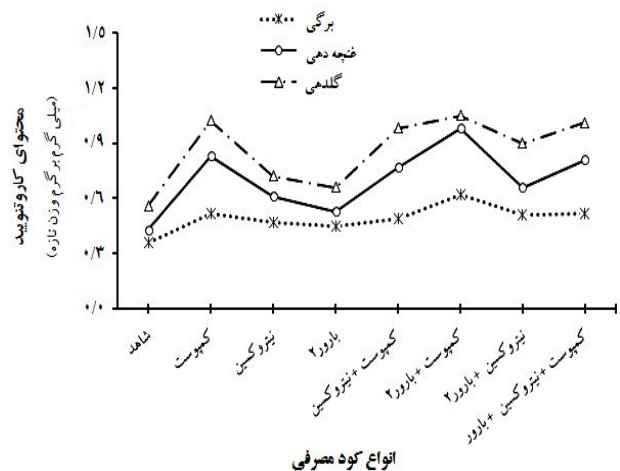 برگی
غنچه دهی
گلدهی
محتوای کاروتنویید
(میلی گرم بر گرم وزن تازه)
۱/۵
۱/۲
۰/۹
۰/۶
۰/۳
۰/۰
شاهد
کمپوست
نیتروکسین
بارور۲
کمپوست+نیتروکسین
کمپوست+بارور۲
نیتروکسین+بارور۲
کمپوست+نیتروکسین+بارور
انواع کود مصرفی